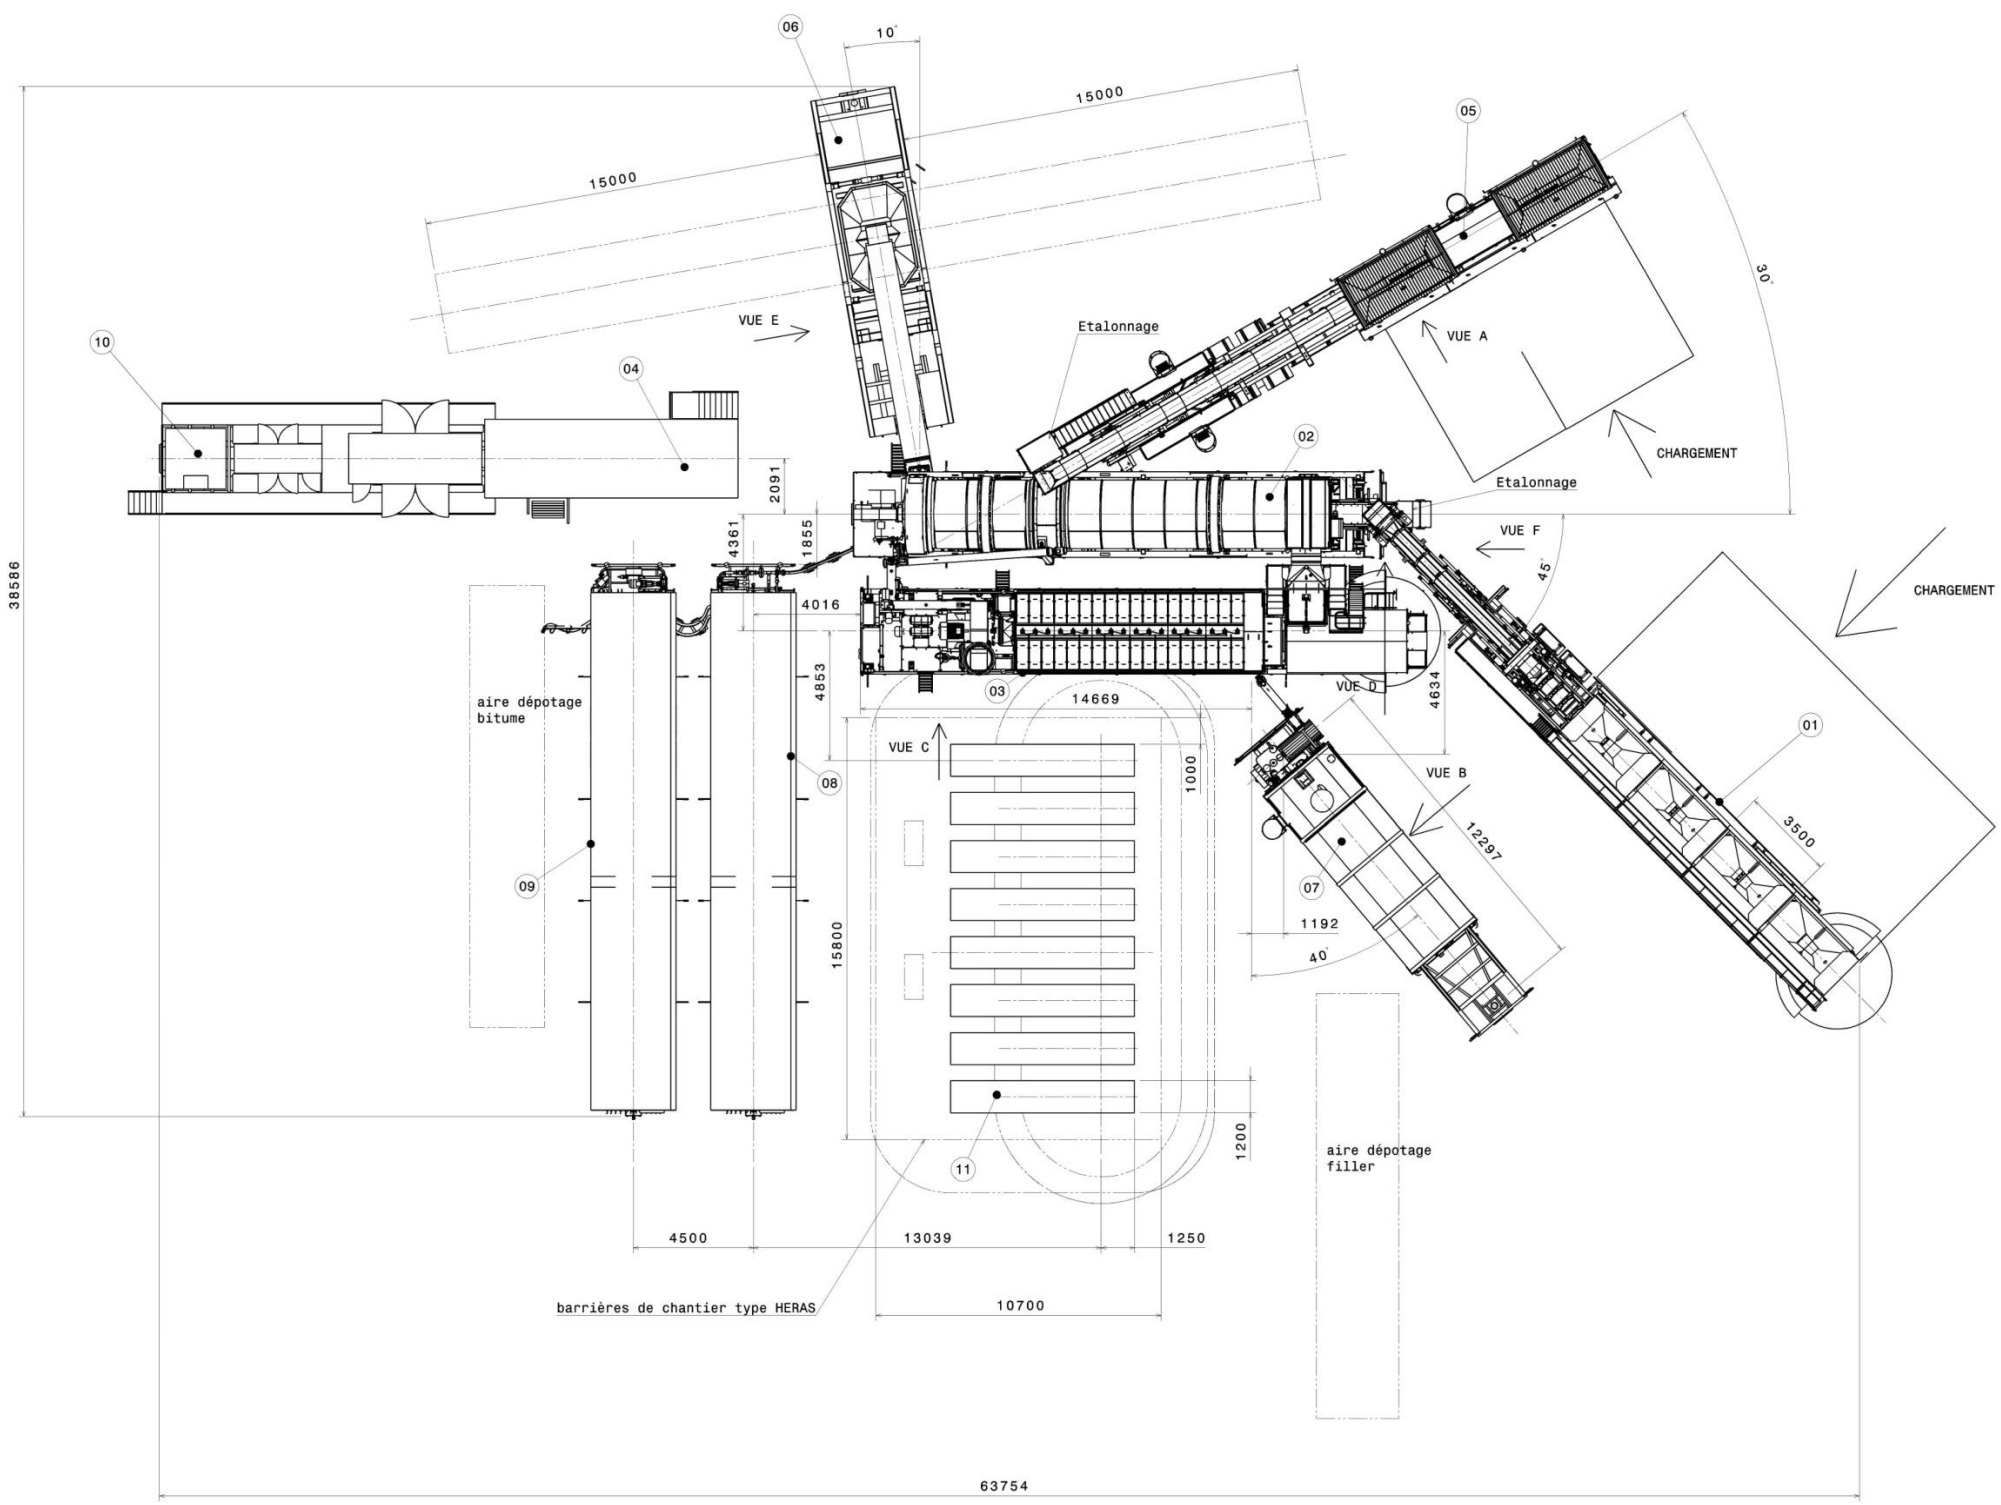 06
10°
15000
05
15000
30°
VUE E
Etalonnage
VUE A
10
04
02
CHARGEMENT
2091
Etalonnage
4361
1855
VUE F
45°
38586
CHARGEMENT
4016
4853
03
14669
VUE D
4634
aire dépotage
bitume
01
VUE C
1000
VUE B
08
3500
12297
09
07
15800
1192
40°
1200
aire dépotage
filler
11
4500
13039
1250
barrières de chantier type HERAS
10700
63754